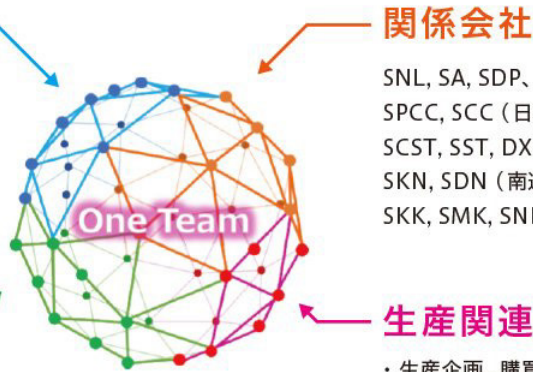 関係会社
SNL, SA, SDP、
SPCC, SCC（日
SCST, SST, DX
SKN, SDN（南
SKK, SMK, SN
One Team
生産関連
・生産企画、購買